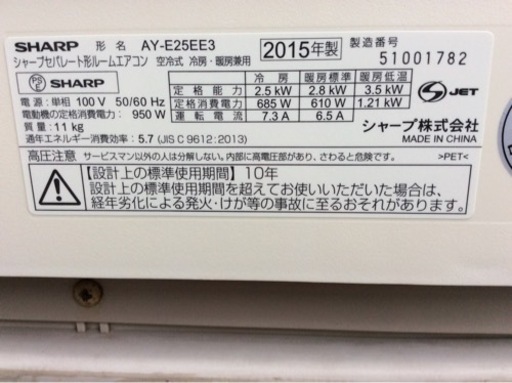 SHARP 形名 AY-E25EE3 2015年製 製造番号
シャープセパレート形ルームエアコン 空冷式 冷房・暖房兼用 51001782
PS E SHARP
冷房 暖房標準 暖房低温
電源:単相 100 V 50/60 Hz 定格能力 2.5 kW 2.8 kW 3.5 kW
電動機の定格消費電力: 950 W 定格消費電力 685 W 610 W 1.21 kW
質量:11 kg 運転電流 7.3 A 6.5 A
S JET
通年エネルギー消費効率: 5.7 (JIS C 9612:2013) シャープ株式会社
MADE IN CHINA
高圧注意 サービスマン以外の人は分解しない。内部に高電圧部があり、さわると危険です。 >PET<
【設計上の標準使用期間】10年
設計上の標準使用期間を超えてお使いいただいた場合は、
経年劣化による発火・けが等の事故に至るおそれがあります。